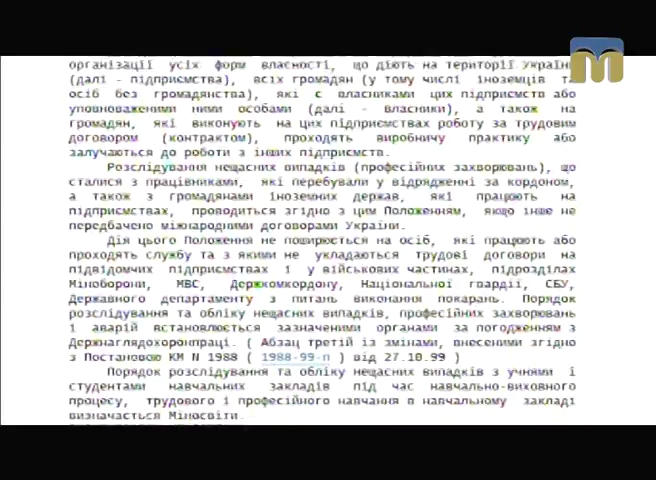 організації усіх форм власності, що діють на території України
(далі - підприємства), всіх громадян (у тому числі іноземців та
осіб без громадянства), які є власниками цих підприємств або
уповноваженими ними особами (далі - власники), а також на
громадян, які виконують на цих підприємствах роботу за трудовим
договором (контрактом), проходять виробничу практику або
залучаються до роботи з інших підприємств.
Розслідування нещасних випадків (професійних захворювань), що
сталися з працівниками, які перебували у відрядженні за кордоном,
а також з громадянами іноземних держав, які працюють на
підприємствах, проводиться згідно з цим Положенням, якщо інше не
передбачено міжнародними договорами України.
Дія цього Положення не поширюється на осіб, які працюють або
проходять службу та з якими не укладаються трудові договори на
підвідомчих підприємствах і у військових частинах, підрозділах
Міноборони, МВС, Держкомкордону, Національної гвардії, СБУ,
Державного департаменту з питань виконання покарань. Порядок
розслідування та обліку нещасних випадків, професійних захворювань
і аварій встановлюється зазначеними органами за погодженням з
Держнаглядохоронпраці. ( Абзац третій із змінами, внесеними згідно
з Постановою КМ N 1988 ( 1988-99-п ) від 27.10.99 )
Порядок розслідування та обліку нещасних випадків з учнями і
студентами навчальних закладів під час навчально-виховного
процесу, трудового і професійного навчання в навчальному закладі
визначається Міносвіти.